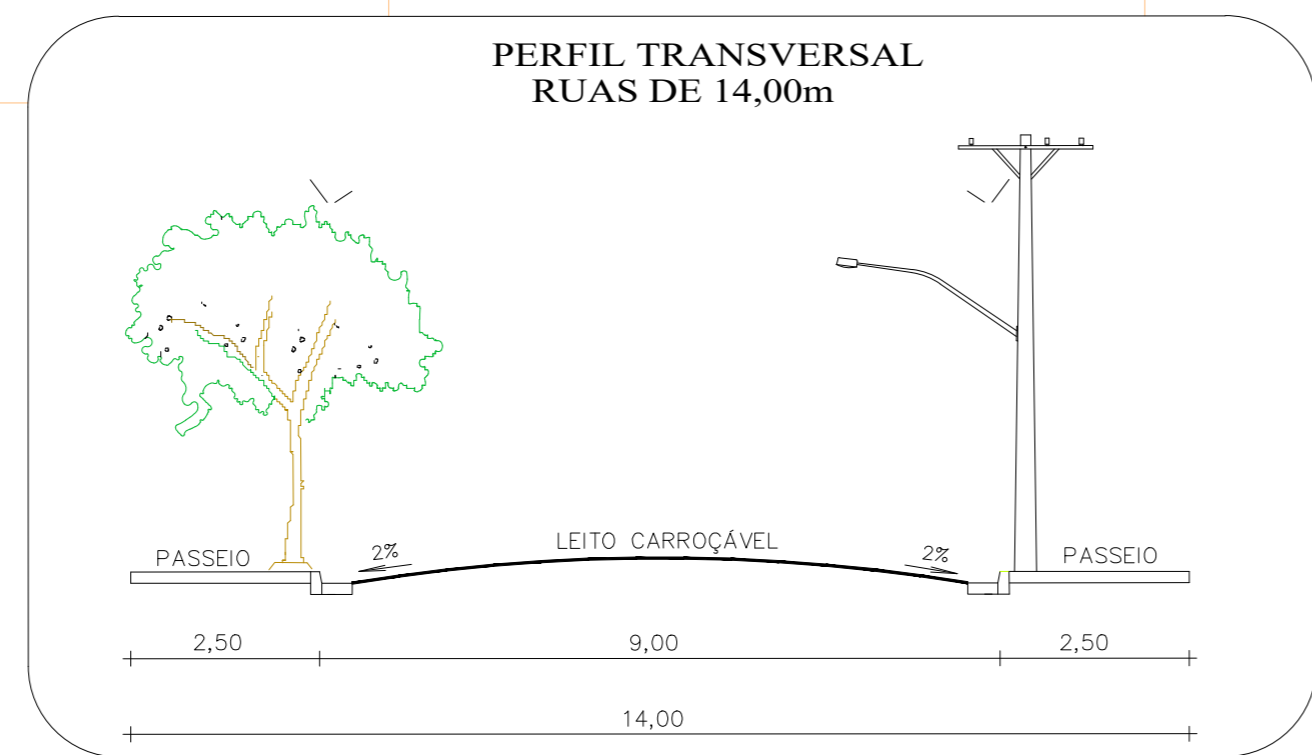 PERFIL TRANSVERSAL
RUAS DE 14,00m
PASSEIO
2%
LEITO CARROÇÁVEL
2%
PASSEIO
2,50
9,00
2,50
14,00